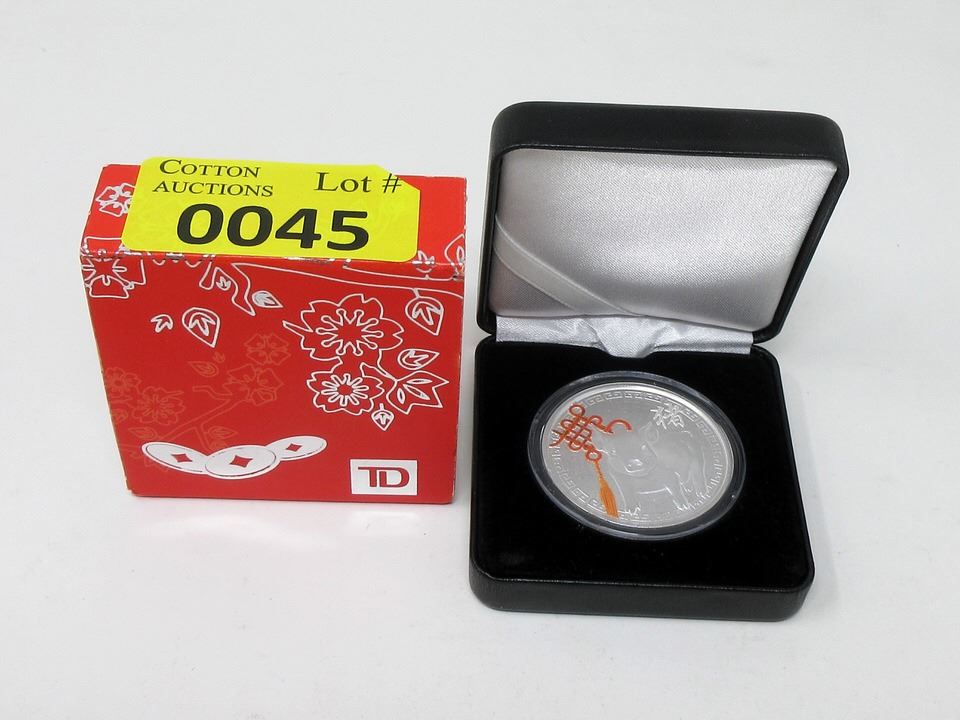 COTTON
AUCTIONS
Lot #
0045
TD